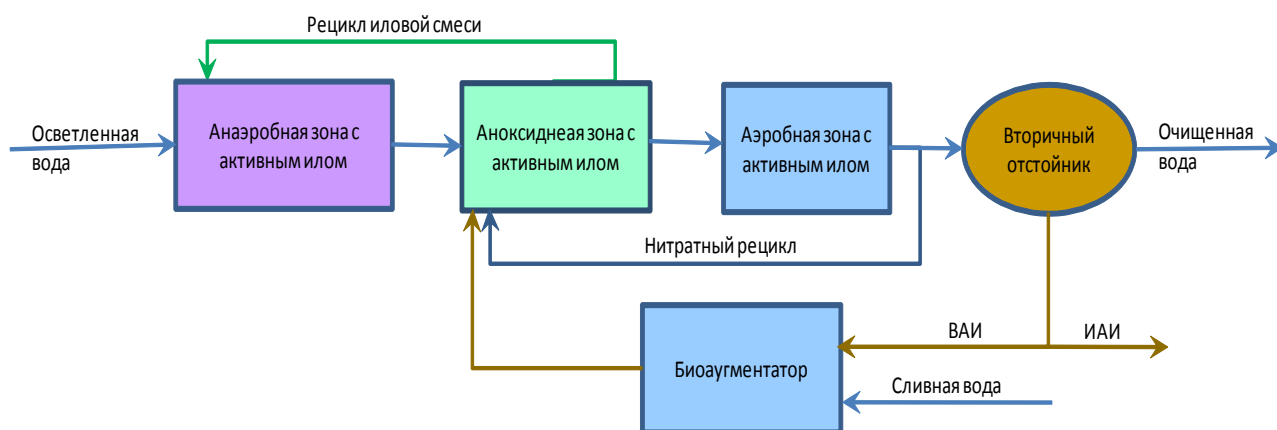 Рецикл иловой смеси
Осветленная
вода
Анаэробная зона с
активным илом
Аноксиднеая зона с
активным илом
Аэробная зона с
активным илом
Вторичный
отстойник
Очищенная
вода
Нитратный рецикл
ВАИ
ИАИ
Биоаугментатор
Сливная вода